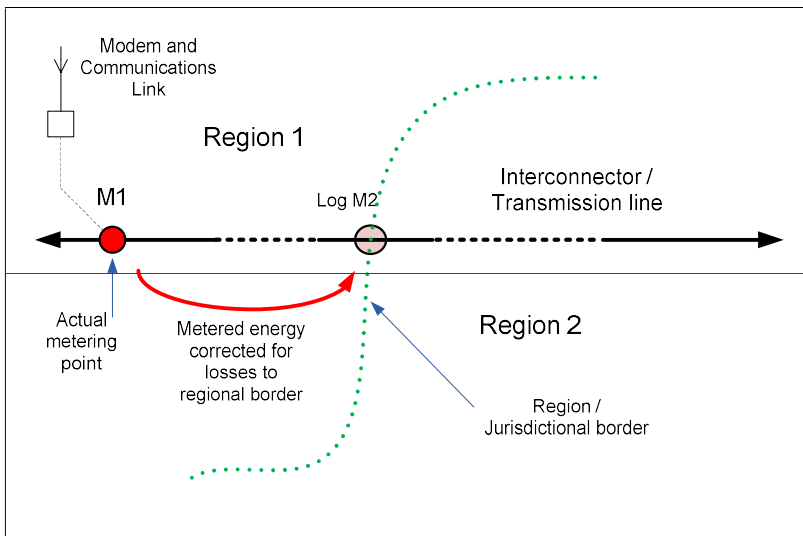 Modem and
Communications
Link
Region 1
M1
Log M2
Interconnector /
Transmission line
Actual
metering
point
Metered energy
corrected for
losses to
regional border
Region 2
Region /
Jurisdictional border